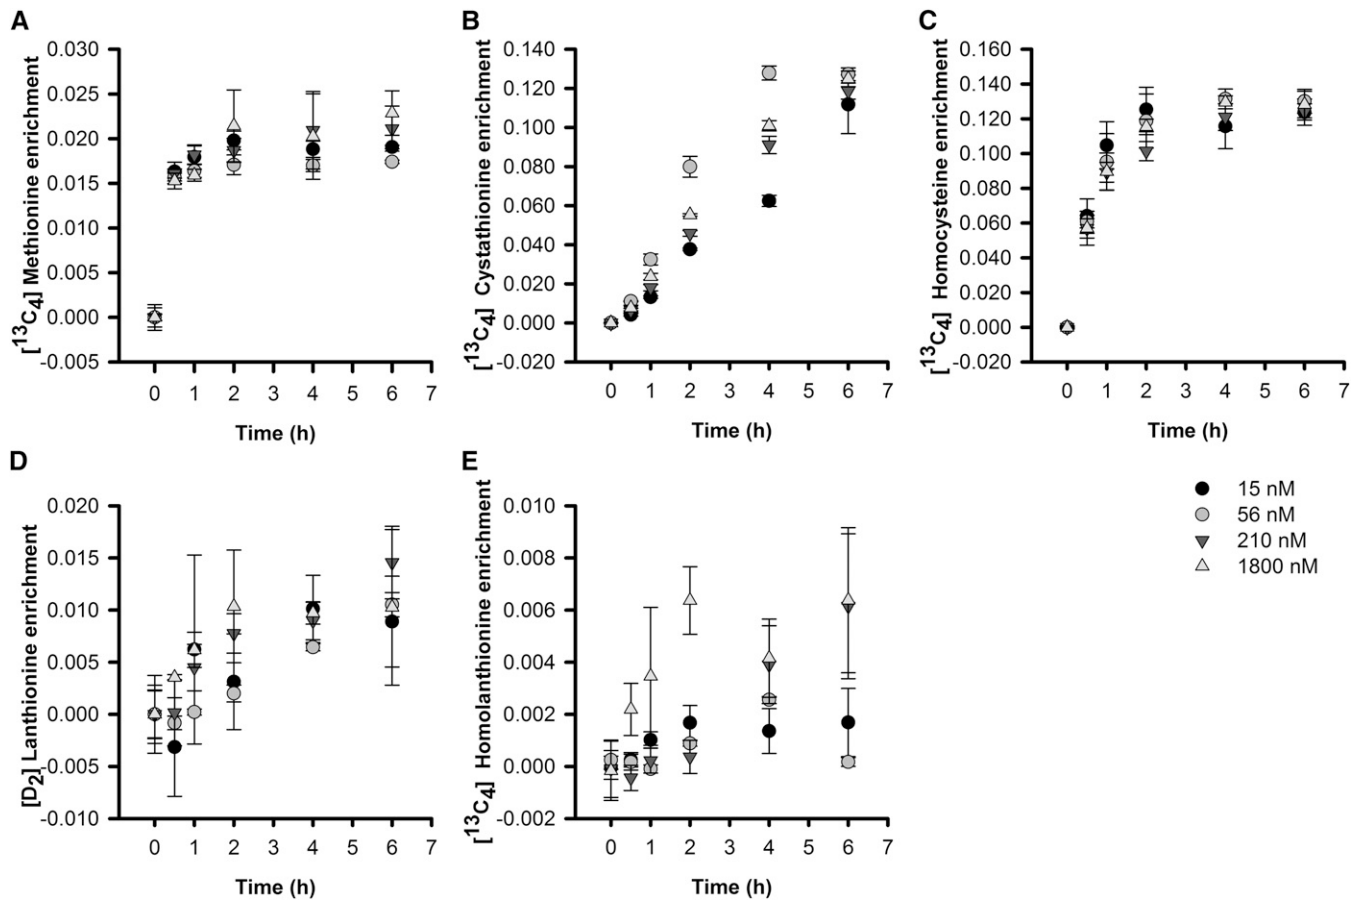 A
[13C4] Methionine enrichment
0.030
0.025
0.020
0.015
0.010
0.005
0.000
-0.005
0 1 2 3 4 5 6 7
Time (h)
B
[13C4] Cystathionine enrichment
0.140
0.120
0.100
0.080
0.060
0.040
0.020
0.000
-0.020
0 1 2 3 4 5 6 7
Time (h)
C
[13C4] Homocysteine enrichment
0.160
0.140
0.120
0.100
0.080
0.060
0.040
0.020
0.000
-0.020
0 1 2 3 4 5 6 7
Time (h)
D
[D2] Lanthionine enrichment
0.020
0.015
0.010
0.005
0.000
-0.005
-0.010
0 1 2 3 4 5 6 7
Time (h)
E
[13C4] Homolanthionine enrichment
0.010
0.008
0.006
0.004
0.002
0.000
-0.002
0 1 2 3 4 5 6 7
Time (h)
15 nM
56 nM
210 nM
1800 nM